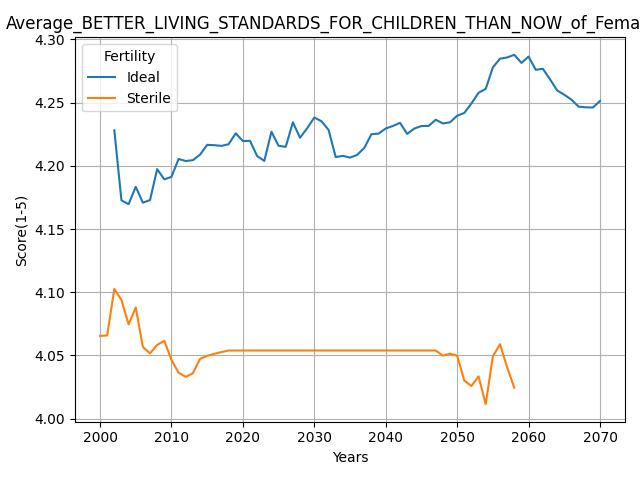 Average_BETTER_LIVING_STANDARDS_FOR_CHILDREN_THAN_NOW_of_Fema
4.30
Fertility
Ideal
Sterile
4.25
4.20
4.15
4.10
4.05
4.00
Score(1-5)
2000 2010 2020 2030 2040 2050 2060 2070
Years